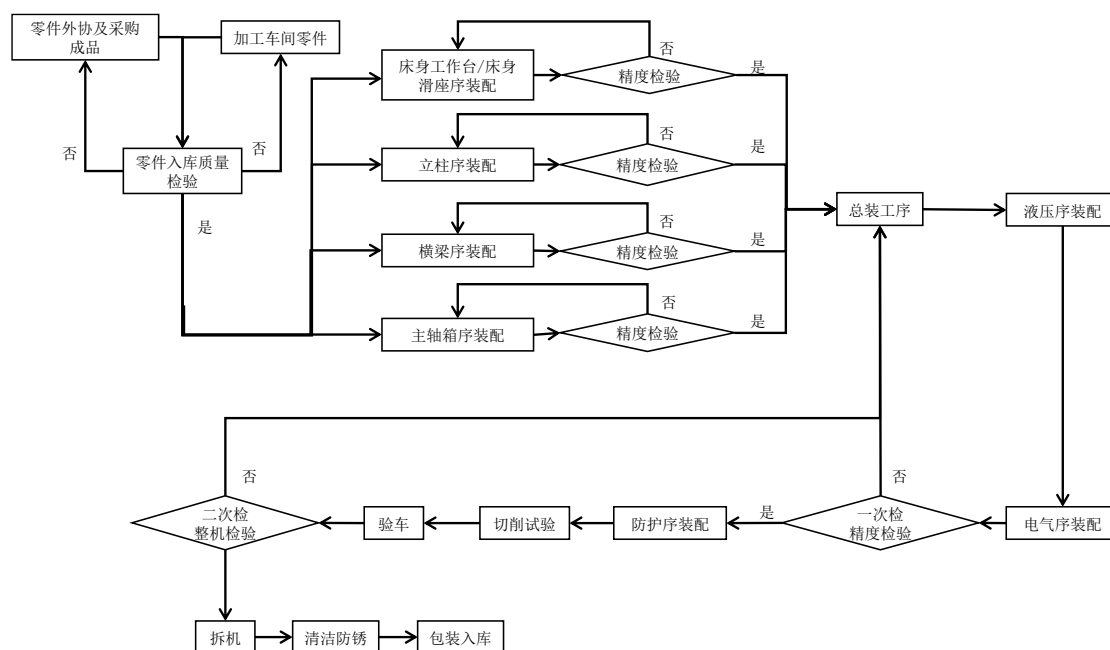 零件外协及采购
成品
加工车间零件
否
否
零件入库质量
检验
是
床身工作台/床身
滑座序装配
精度检验
否
是
立柱序装配
精度检验
否
是
横梁序装配
精度检验
否
是
主轴箱序装配
精度检验
否
是
总装工序
液压序装配
电气序装配
一次检
精度检验
否
是
防护序装配
切削试验
验车
二次检
整机检验
否
拆机
清洁防锈
包装入库